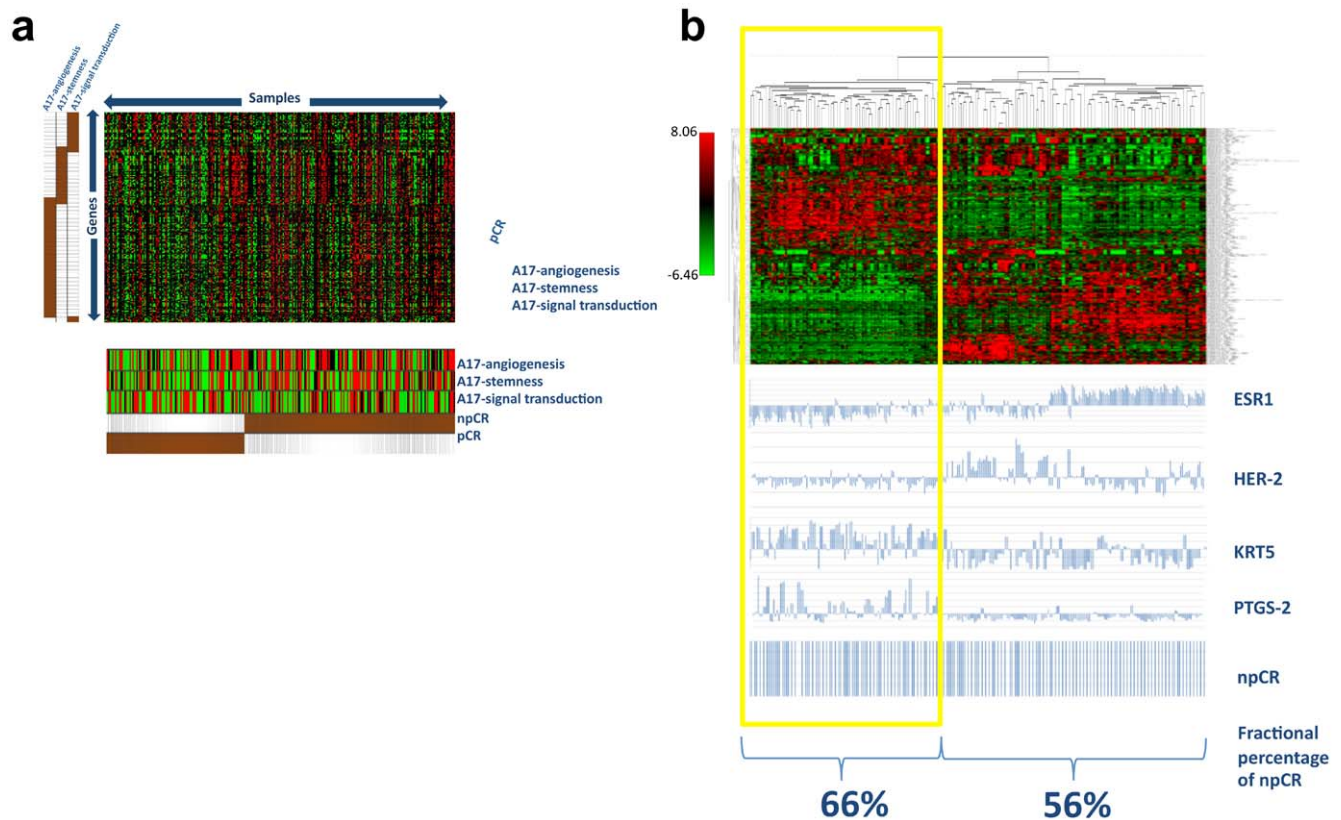 a
A17-angiogenesis
A17-stemness
A17-signal transduction
Samples
Genes
pCR
A17-angiogenesis
A17-stemness
A17-signal transduction
A17-angiogenesis
A17-stemness
A17-signal transduction
npCR
pCR
b
8.06
-6.46
ESR1
HER-2
KRT5
PTGS-2
npCR
Fractional
percentage
of npCR
66%
56%